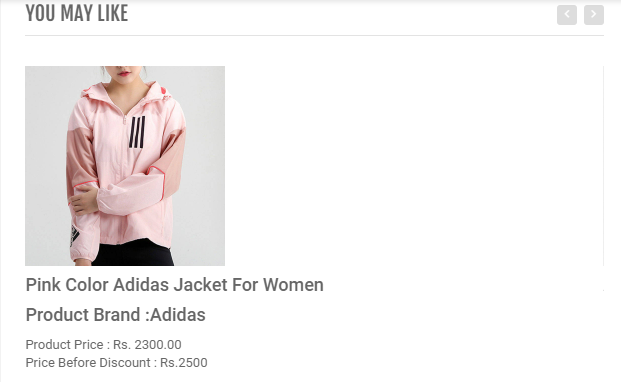 YOU MAY LIKE
Pink Color Adidas Jacket For Women
Product Brand :Adidas
Product Price : Rs. 2300.00
Price Before Discount : Rs.2500